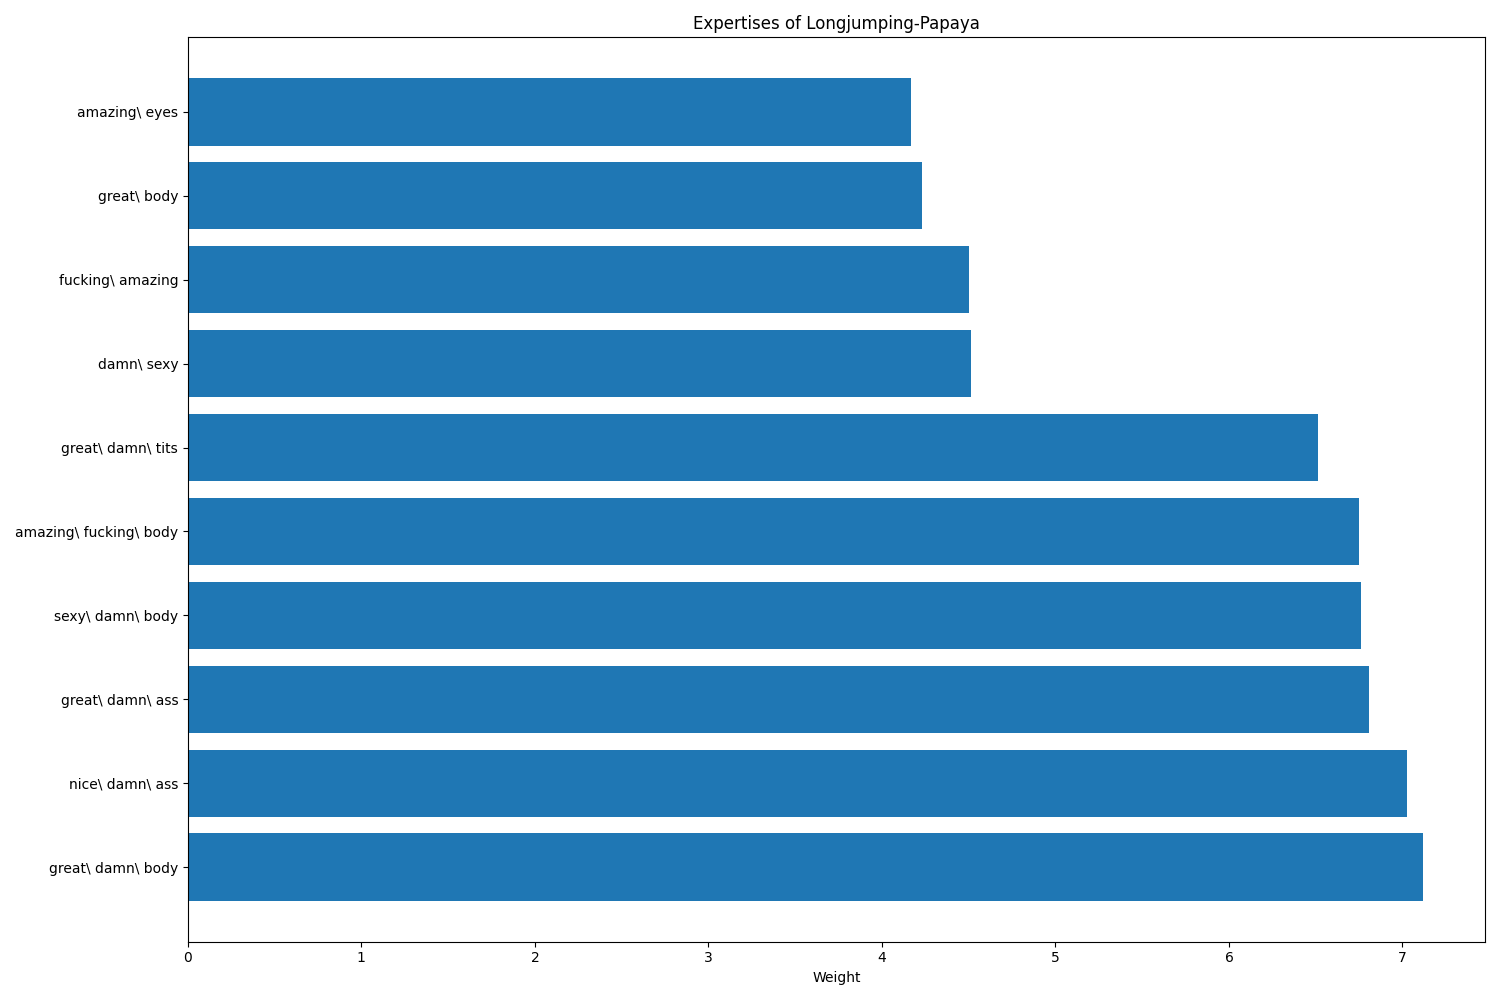 Expertises of Longjumping-Papaya
amazing\ eyes
great\ body
fucking\ amazing
damn\ sexy
great\ damn\ tits
amazing\ fucking\ body
sexy\ damn\ body
great\ damn\ ass
nice\ damn\ ass
great\ damn\ body
0 1 2 3 4 5 6 7
Weight